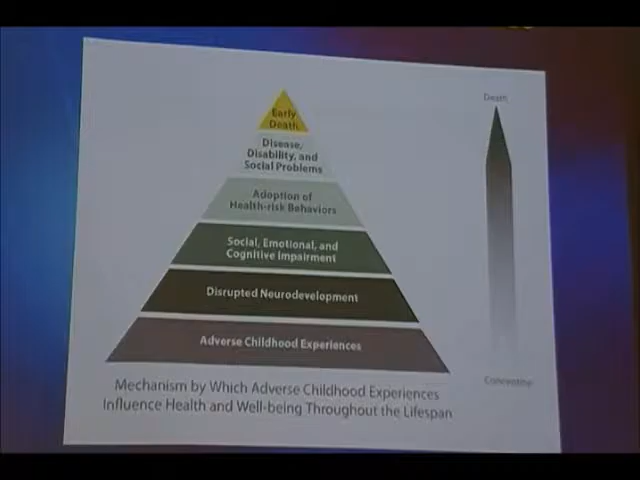 Death
Early
Death
Disease,
Disability, and
Social Problems
Adoption of
Health-risk Behaviors
Social, Emotional, and
Cognitive Impairment
Disrupted Neurodevelopment
Adverse Childhood Experiences
Conception
Mechanism by Which Adverse Childhood Experiences
Influence Health and Well-being Throughout the Lifespan